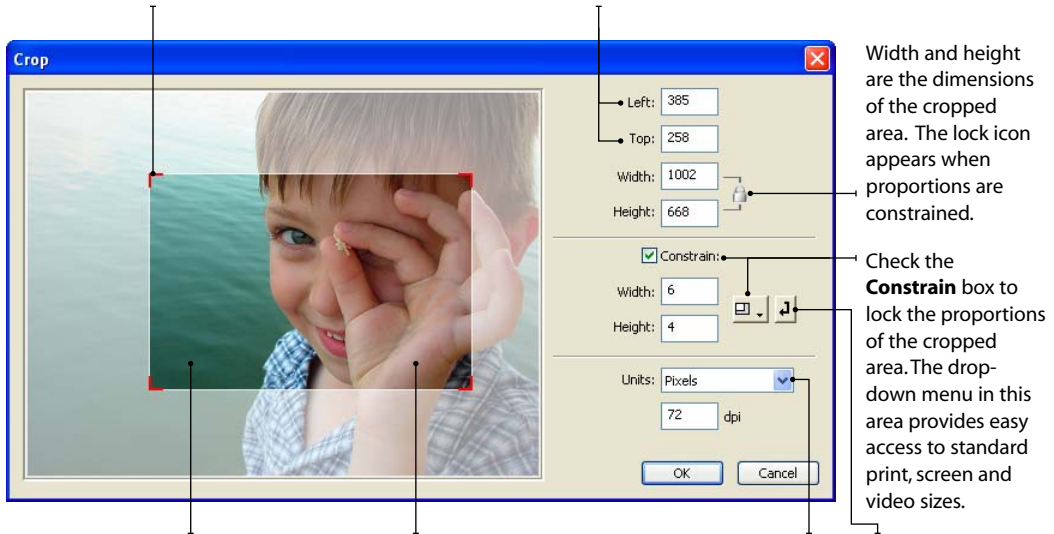 Crop
Left: 385
Top: 258
Width: 1002
Height: 668
Constrain:
Width: 6
Height: 4
Units: Pixels
72 dpi
OK Cancel
Width and height
are the dimensions
of the cropped
area. The lock icon
appears when
proportions are
constrained.
Check the
Constrain box to
lock the proportions
of the cropped
area. The drop-
down menu in this
area provides easy
access to standard
print, screen and
video sizes.